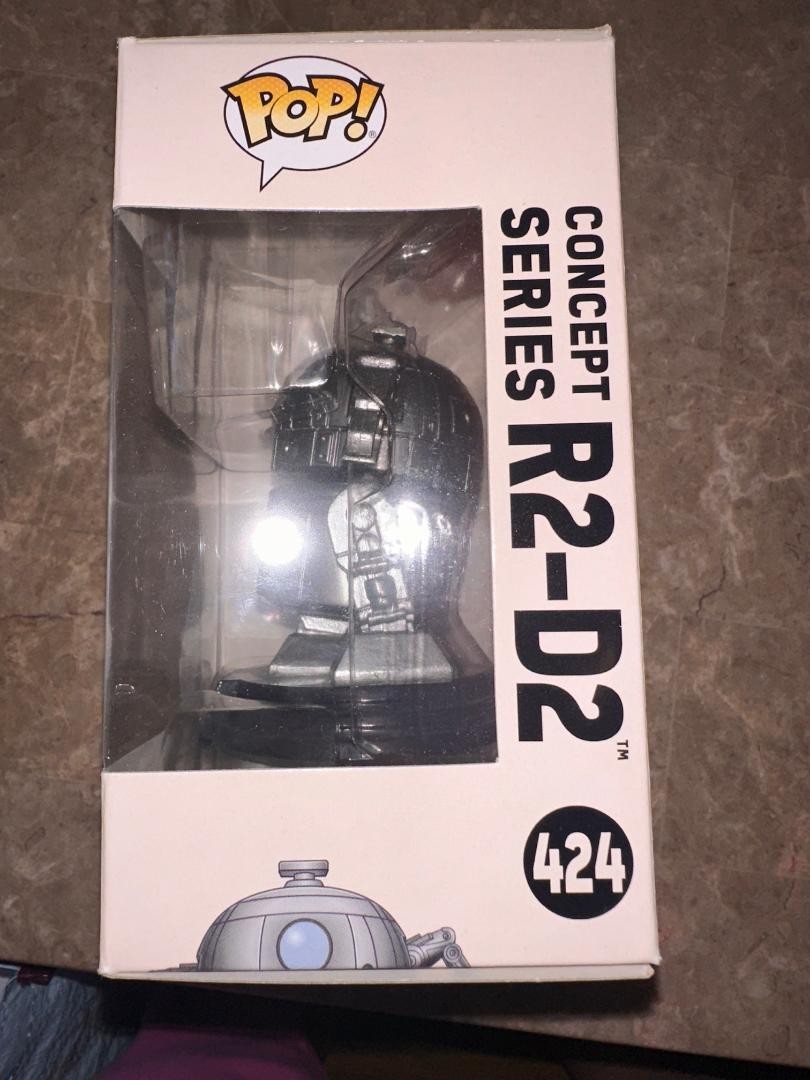 POP!®
CONCEPT
SERIES R2-D2™
424